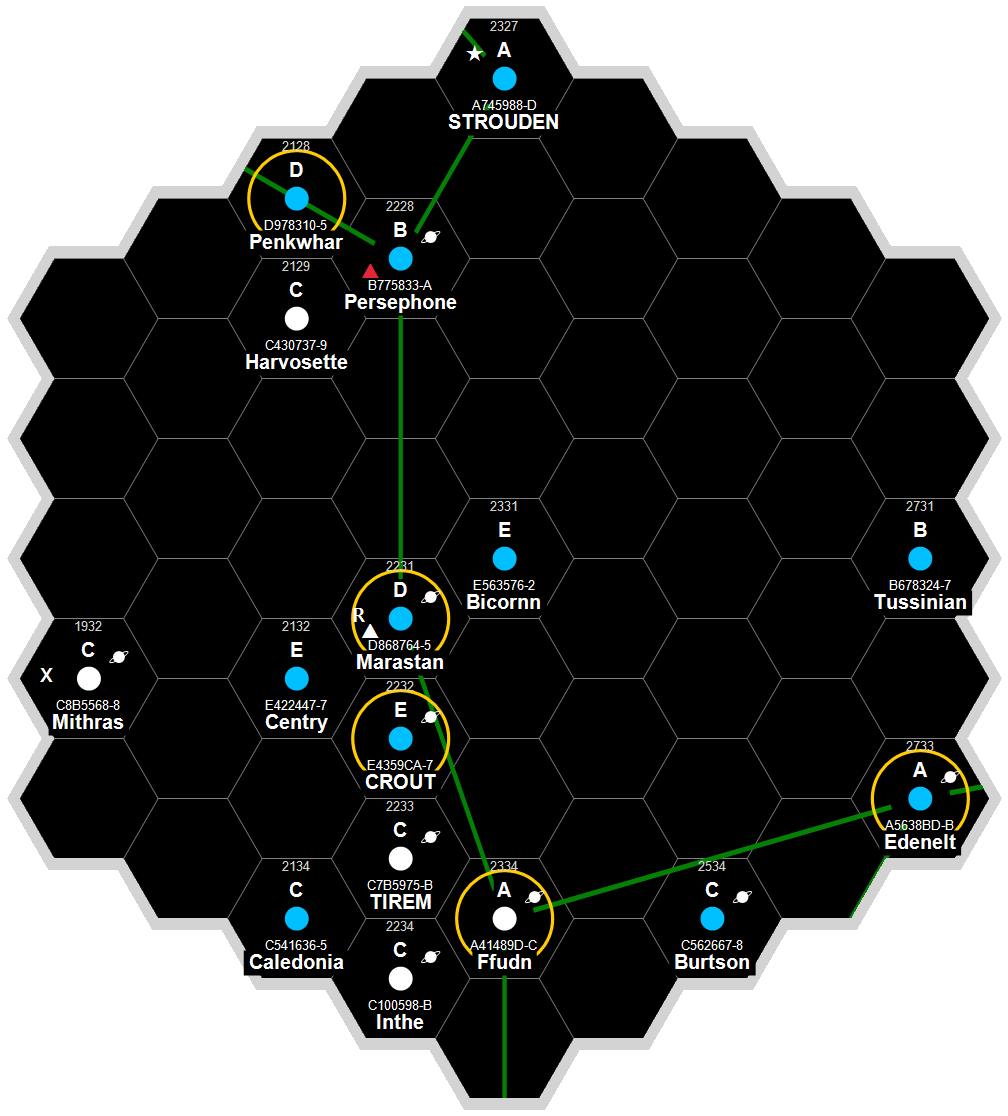 2327
A
A745988-D
STROUDEN
2128
D
D978310-5
Penkwhar
2228
B
B775833-A
Persephone
2129
C
C430737-9
Harvosette
2331
E
E563576-2
Bicornn
2731
B
B678324-7
Tussinian
2231
D
R
D868764-5
Marastan
1932
C
X
C8B5568-8
Mithras
2132
E
E422447-7
Centry
2232
E
E4359CA-7
CROUT
2733
A
A5638BD-B
Edenelt
2233
C
C7B5975-B
TIREM
2134
C
C541636-5
Caledonia
2334
A
A41489D-C
Ffudn
2534
C
C562667-8
Burtson
2234
C
C100598-B
Inthe